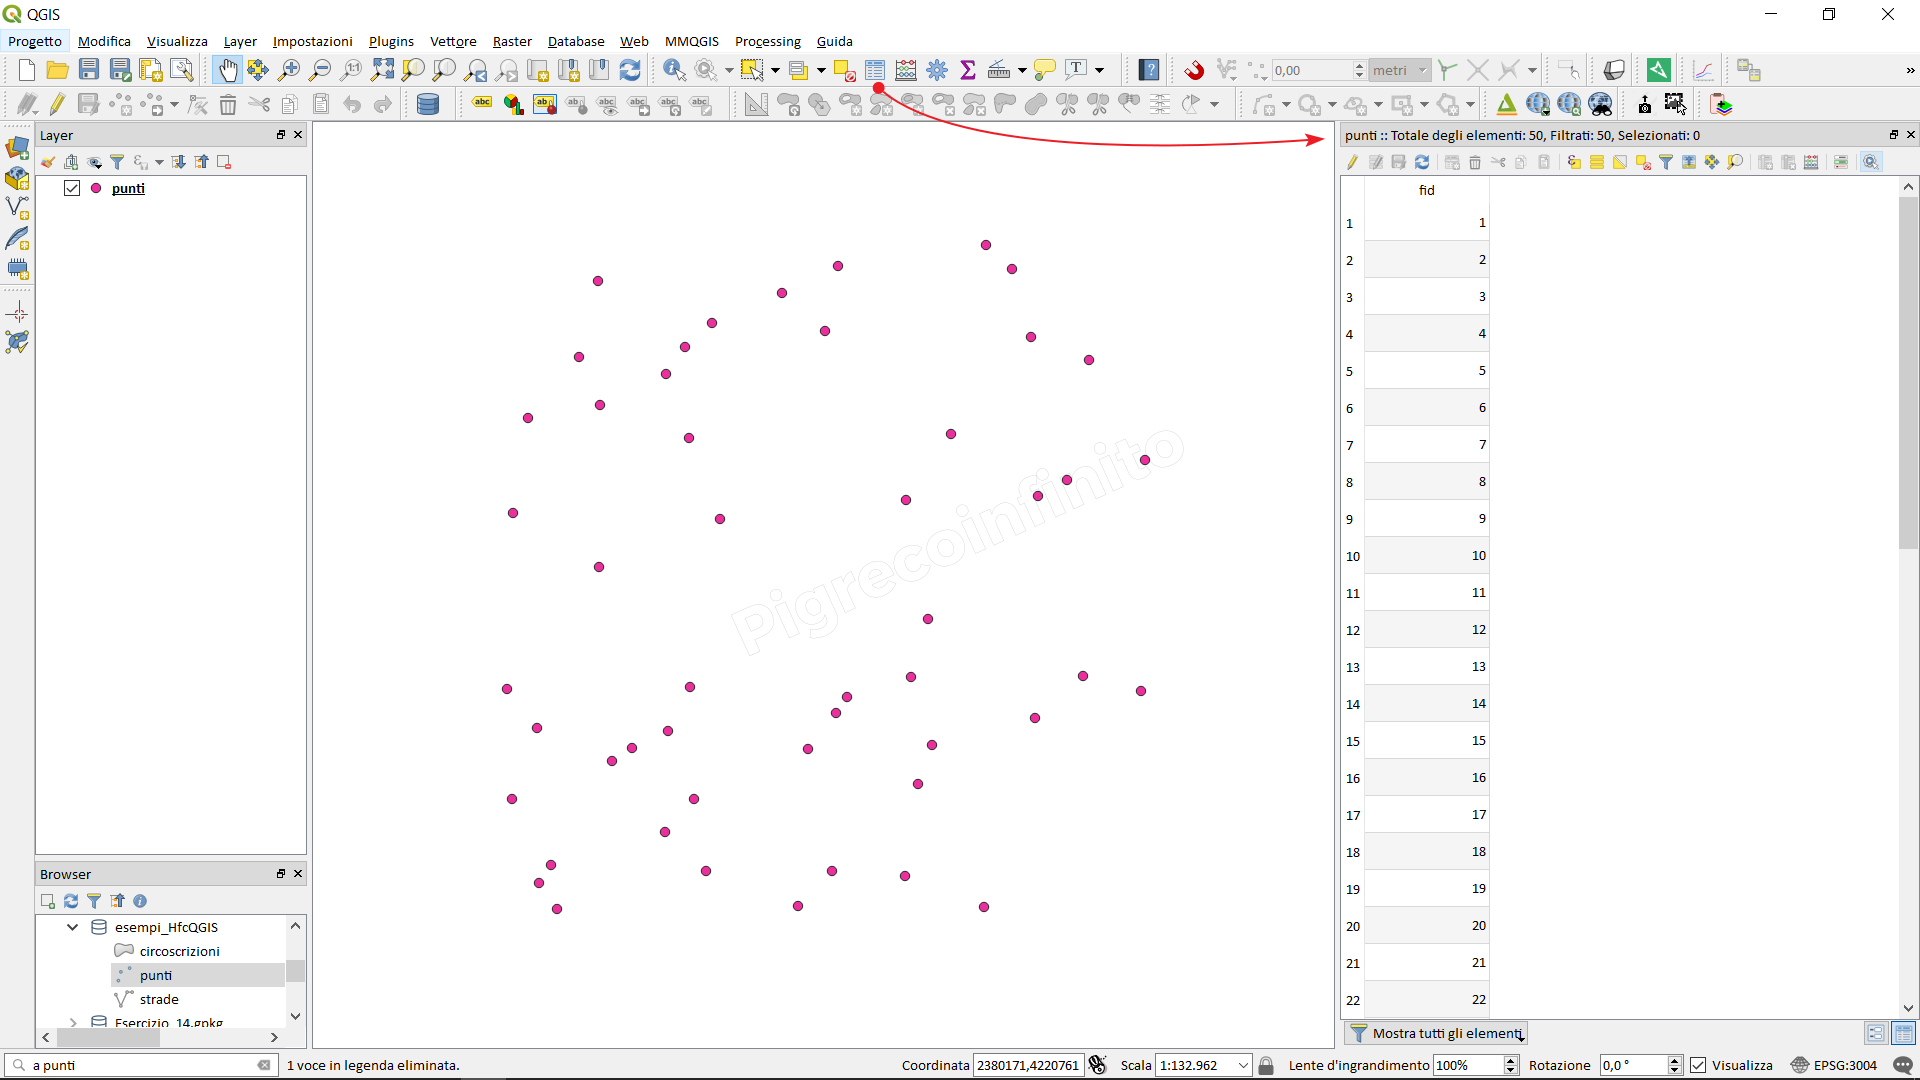 QGIS
Progetto Modifica Visualizza Layer Impostazioni Plugins Vettore Raster Database Web MMQGIS Processing Guida
0,00 metri
Layer
punti
Pigrecoinfinito
punti :: Totale degli elementi: 50, Filtrati: 50, Selezionati: 0
fid
1 1
2 2
3 3
4 4
5 5
6 6
7 7
8 8
9 9
10 10
11 11
12 12
13 13
14 14
15 15
16 16
17 17
18 18
19 19
20 20
21 21
22 22
Mostra tutti gli elementi
Browser
esempi_HfcQGIS
circoscrizioni
punti
strade
Esercizio_14.gpkg
a punti
1 voce in legenda eliminata.
Coordinata 2380171,4220761 Scala 1:132.962 Lente d'ingrandimento 100% Rotazione 0,0 ° Visualizza EPSG:3004